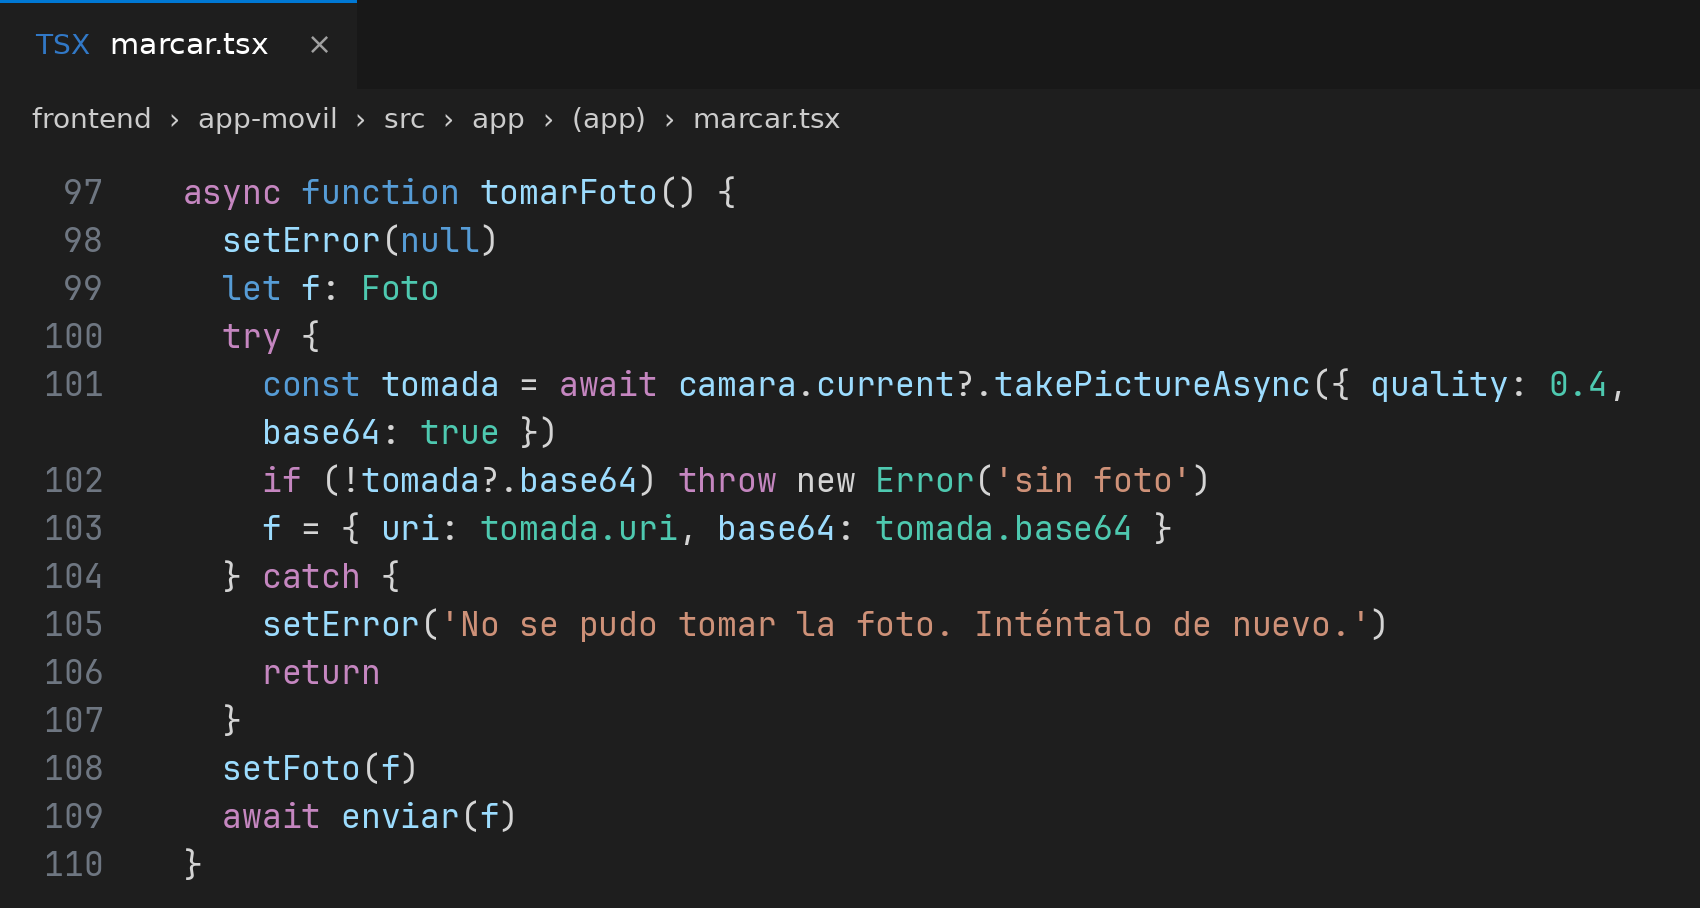 TSX marcar.tsx ×
frontend › app-movil › src › app › (app) › marcar.tsx
97 async function tomarFoto() {
98 setError(null)
99 let f: Foto
100 try {
101 const tomada = await camara.current?.takePictureAsync({ quality: 0.4,
base64: true })
102 if (!tomada?.base64) throw new Error('sin foto')
103 f = { uri: tomada.uri, base64: tomada.base64 }
104 } catch {
105 setError('No se pudo tomar la foto. Inténtalo de nuevo.')
106 return
107 }
108 setFoto(f)
109 await enviar(f)
110 }